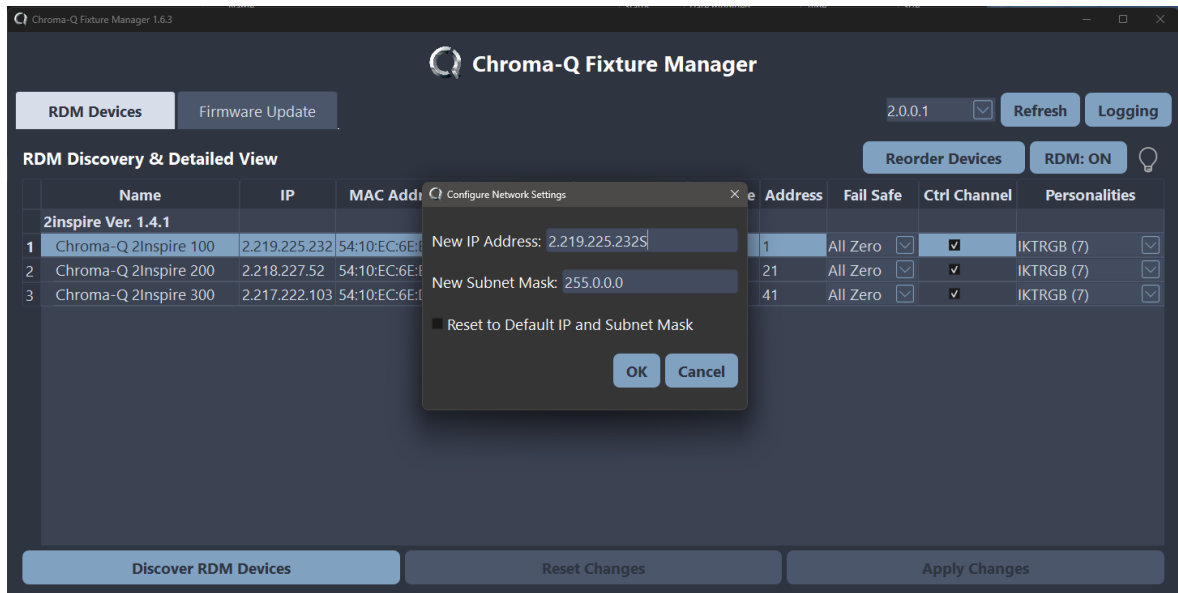 Chroma-Q Fixture Manager 1.6.3
Chroma-Q Fixture Manager
RDM Devices Firmware Update 2.0.0.1 Refresh Logging
RDM Discovery & Detailed View Reorder Devices RDM: ON
Name IP MAC Addr Address Fail Safe Ctrl Channel Personalities
2inspire Ver. 1.4.1
1 Chroma-Q 2Inspire 100 2.219.225.232 54:10:EC:6E: 1 All Zero IKTRGB (7)
2 Chroma-Q 2Inspire 200 2.218.227.52 54:10:EC:6E: 21 All Zero IKTRGB (7)
3 Chroma-Q 2Inspire 300 2.217.222.103 54:10:EC:6E: 41 All Zero IKTRGB (7)
Configure Network Settings
New IP Address: 2.219.225.232S
New Subnet Mask: 255.0.0.0
Reset to Default IP and Subnet Mask
OK Cancel
Discover RDM Devices Reset Changes Apply Changes